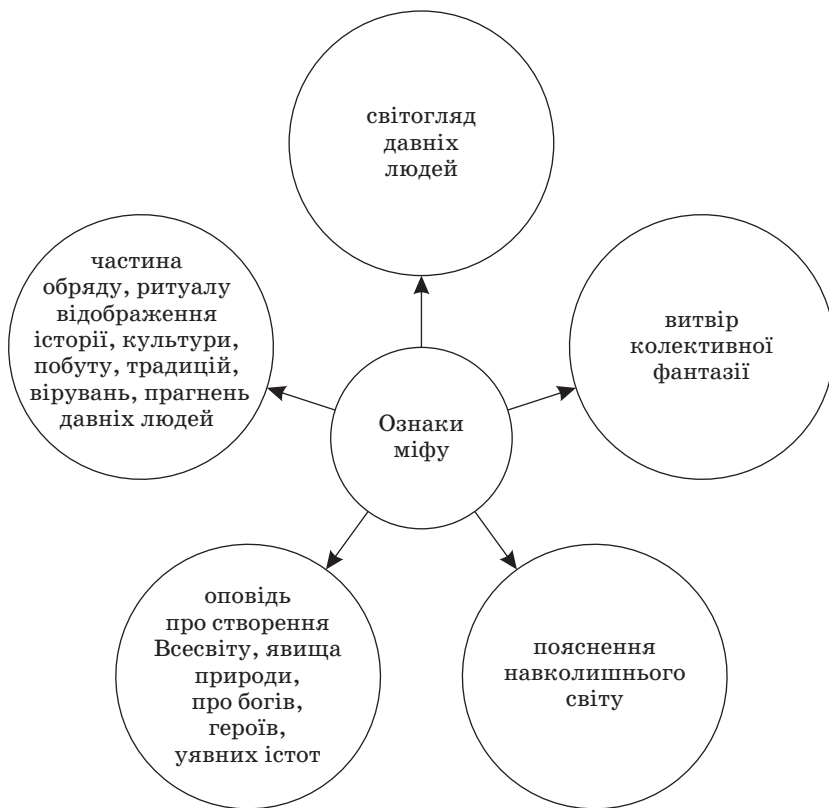 світогляд
давніх
людей
частина
обряду, ритуалу
відображення
історії, культури,
побуту, традицій,
вірувань, прагнень
давніх людей
витвір
колективної
фантазії
Ознаки
міфу
оповідь
про створення
Всесвіту, явища
природи,
про богів,
героїв,
уявних істот
пояснення
навколишнього
світу